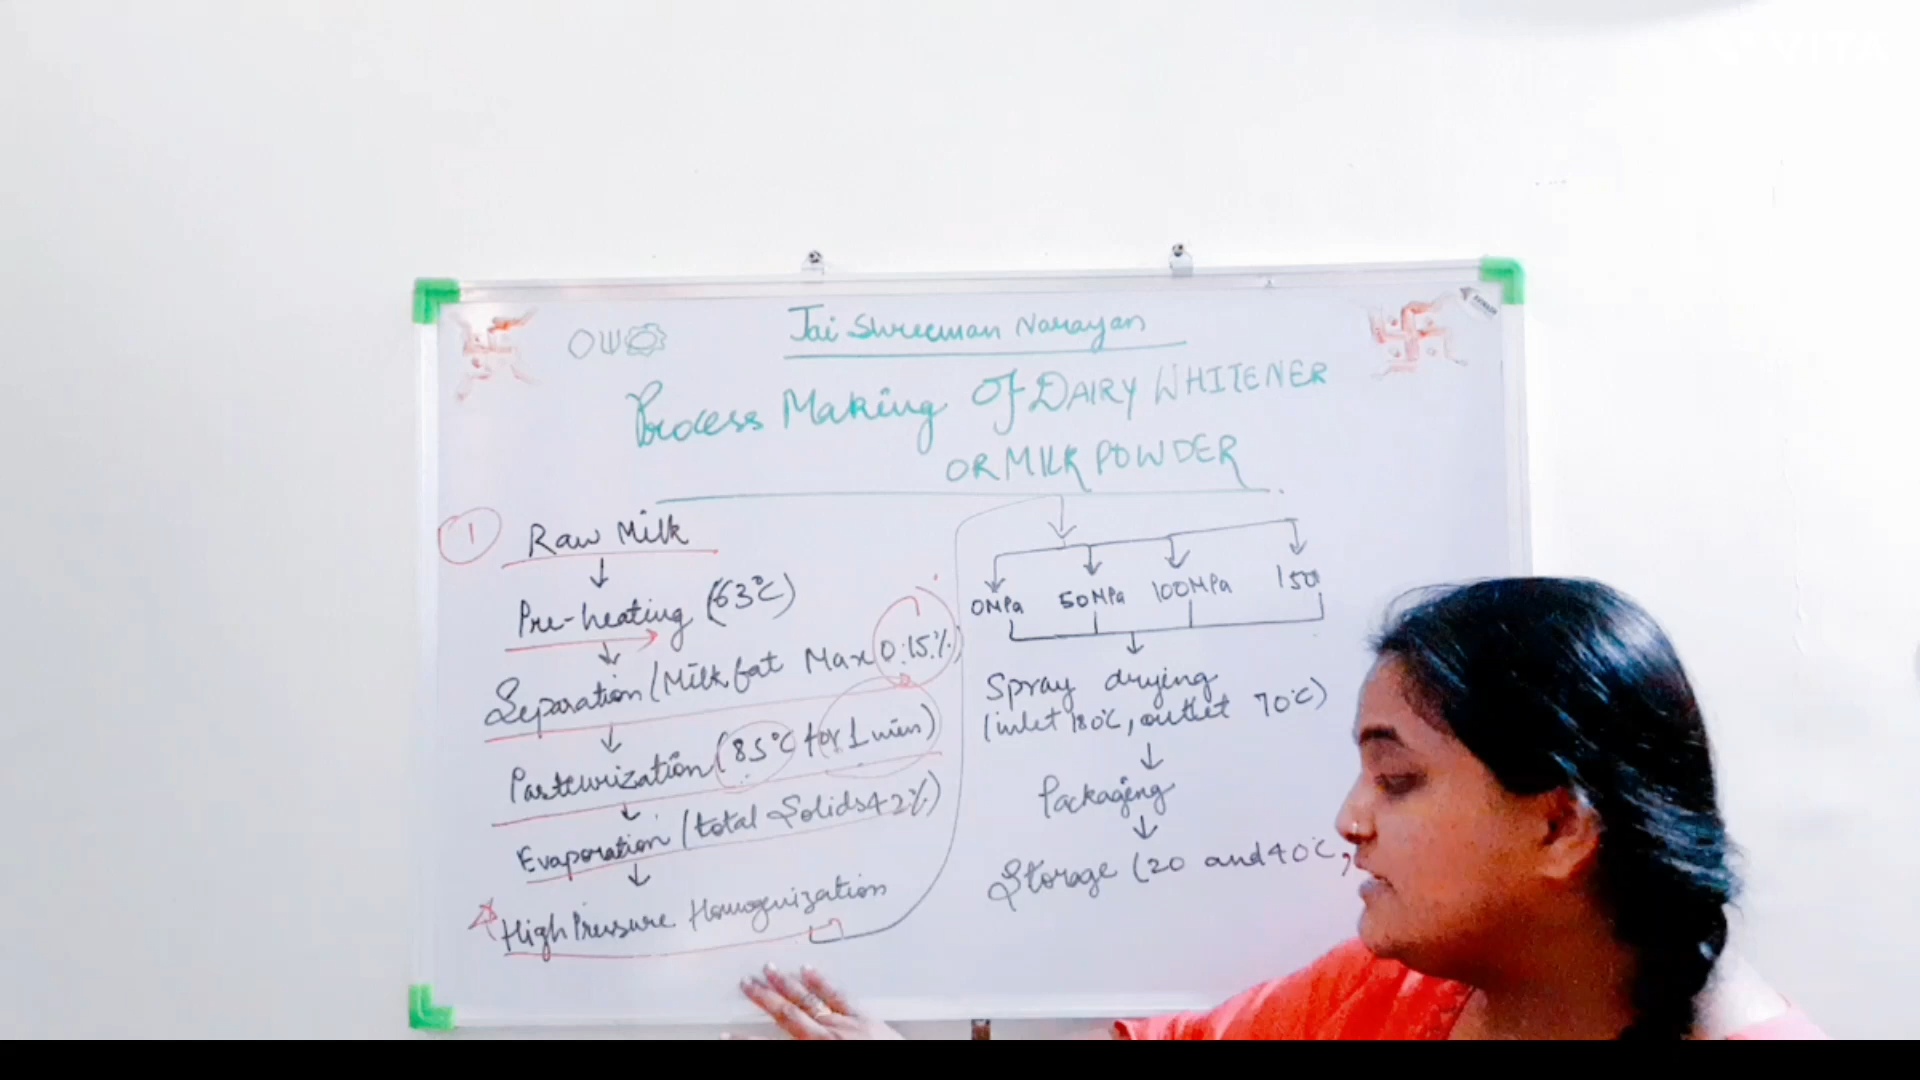 Jai Shreeman Narayan
Process Making Of DAIRY WHITENER
OR MILK POWDER
1
Raw Milk
Pre-heating (63°C)
Separation (Milk fat Max 0.15%)
Pasteurization (85°C for 1 min)
Evaporation (total Solids 42%)
High Pressure Homogenization
0MPa 50MPa 100MPa 150
Spray drying
(inlet 180°C, outlet 70°C)
Packaging
Storage (20 and 40°C,
VITA